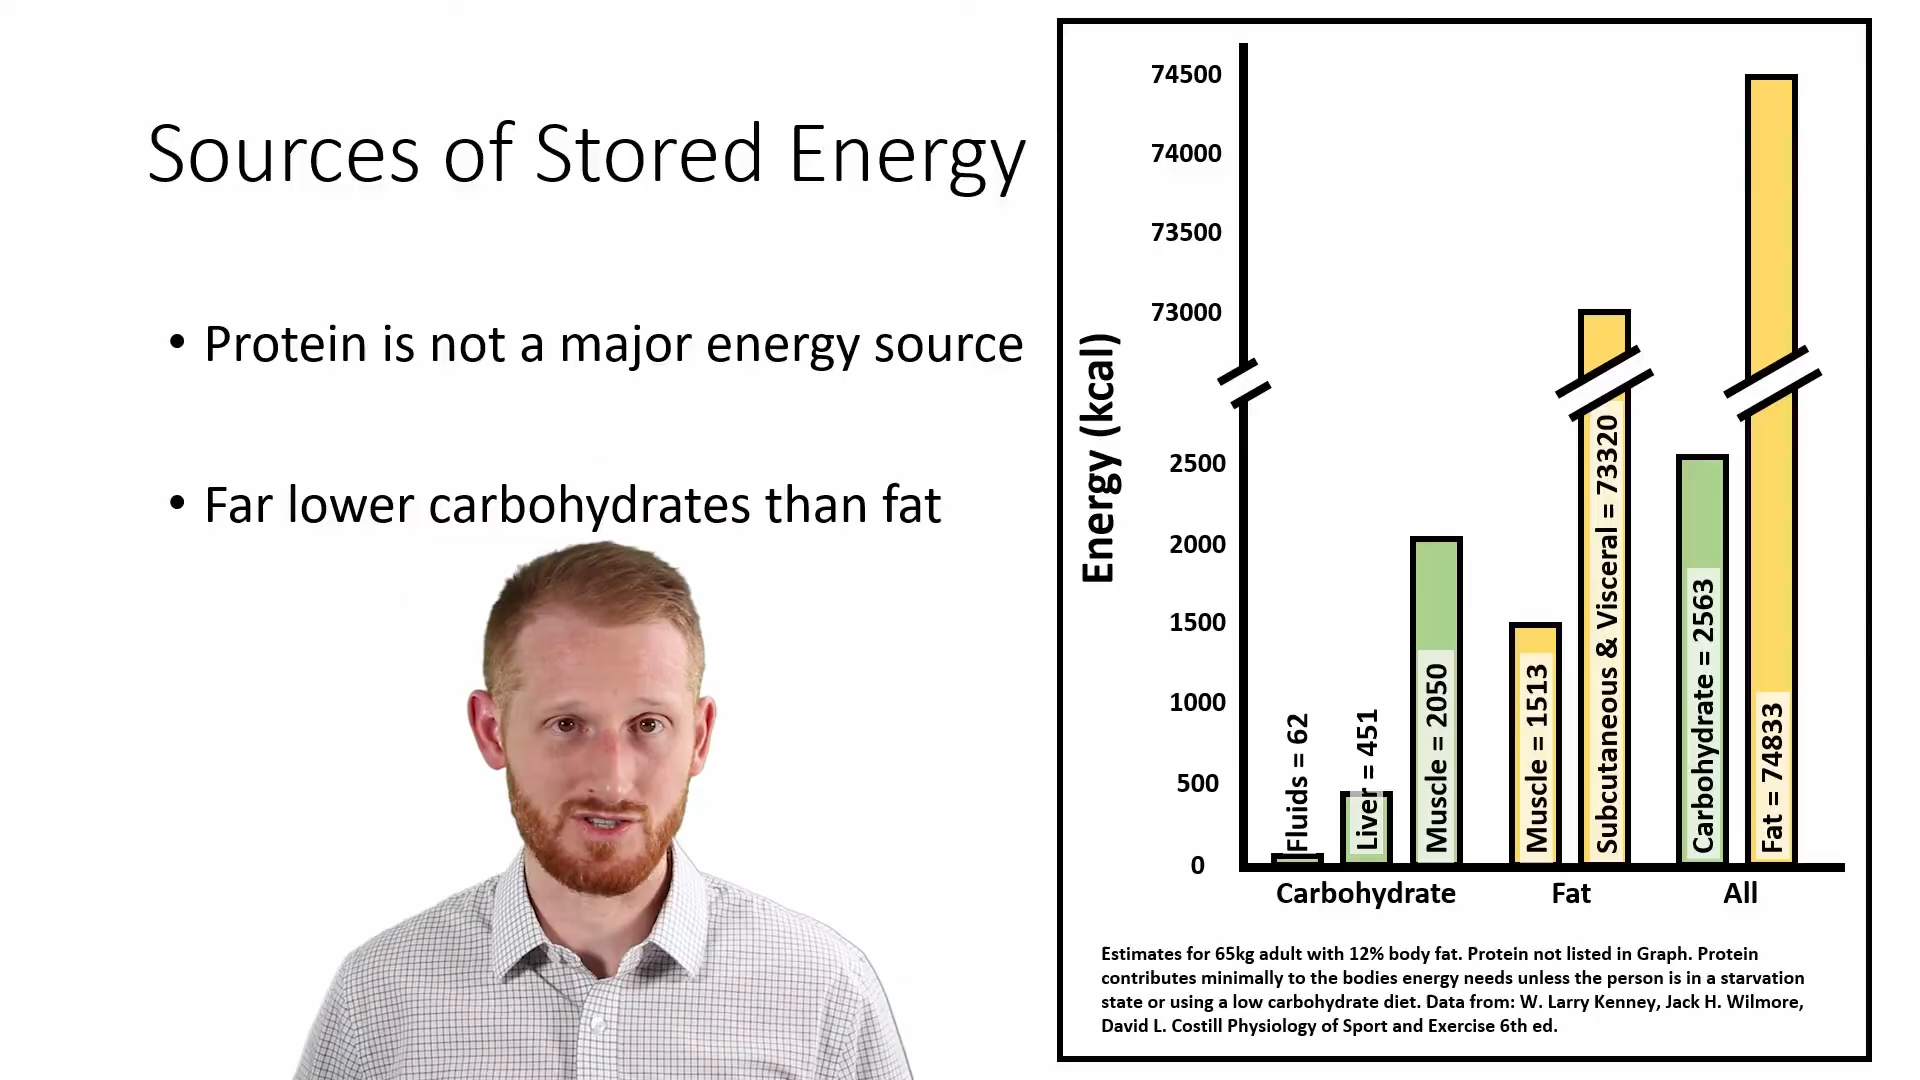 Sources of Stored Energy
• Protein is not a major energy source
• Far lower carbohydrates than fat
Energy (kcal)
74500
74000
73500
73000
2500
2000
1500
1000
500
0
Fluids = 62
Liver = 451
Muscle = 2050
Muscle = 1513
Subcutaneous & Visceral = 73320
Carbohydrate = 2563
Fat = 74833
Carbohydrate
Fat
All
Estimates for 65kg adult with 12% body fat. Protein not listed in Graph. Protein
contributes minimally to the bodies energy needs unless the person is in a starvation
state or using a low carbohydrate diet. Data from: W. Larry Kenney, Jack H. Wilmore,
David L. Costill Physiology of Sport and Exercise 6th ed.